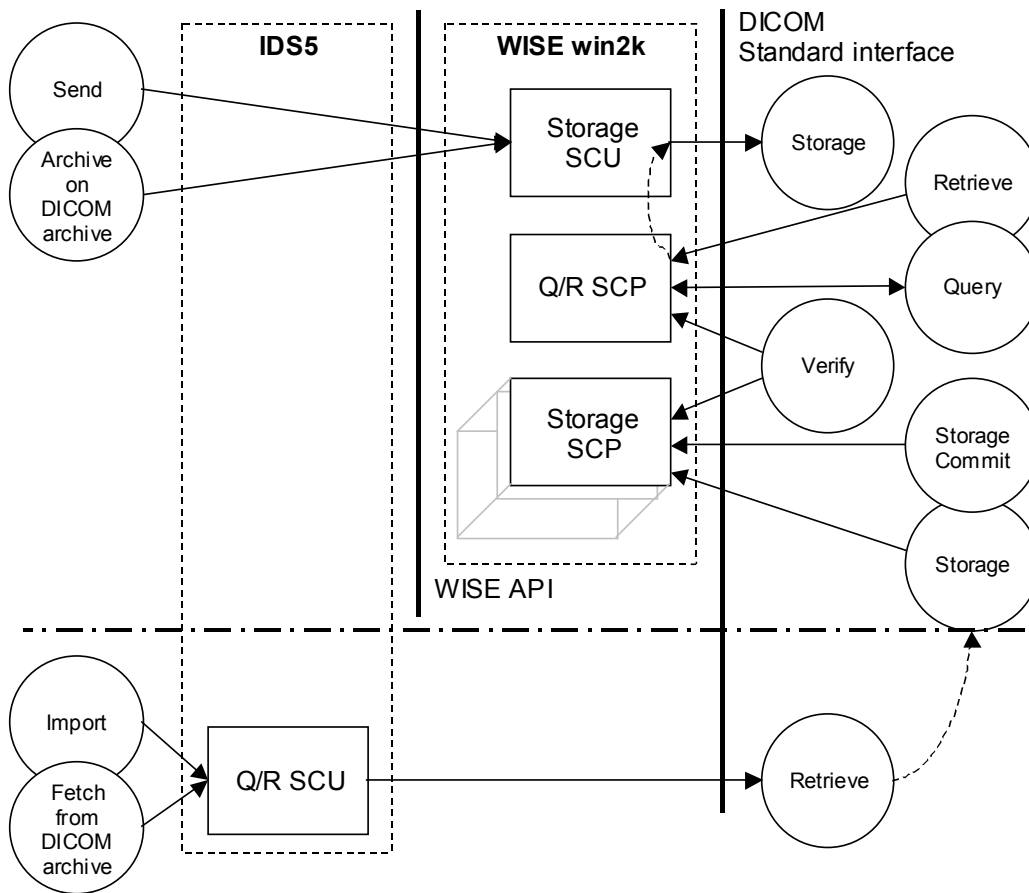 IDS5
WISE win2k
DICOM
Standard interface
Send
Archive
on
DICOM
archive
Storage
SCU
Storage
Retrieve
Q/R SCP
Query
Verify
Storage
SCP
Storage
Commit
Storage
WISE API
Import
Fetch
from
DICOM
archive
Q/R SCU
Retrieve